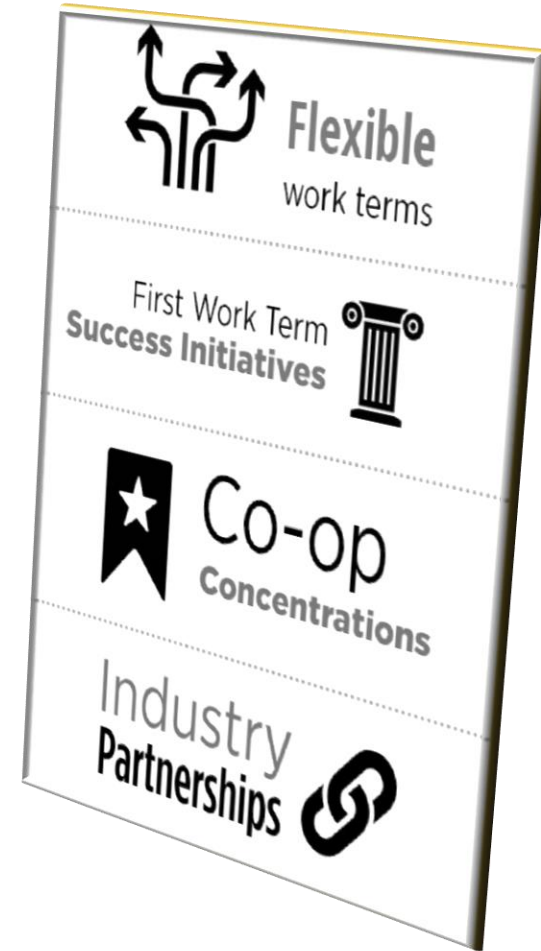 Flexible
work terms
First Work Term
Success Initiatives
Co-op
Concentrations
Industry
Partnerships